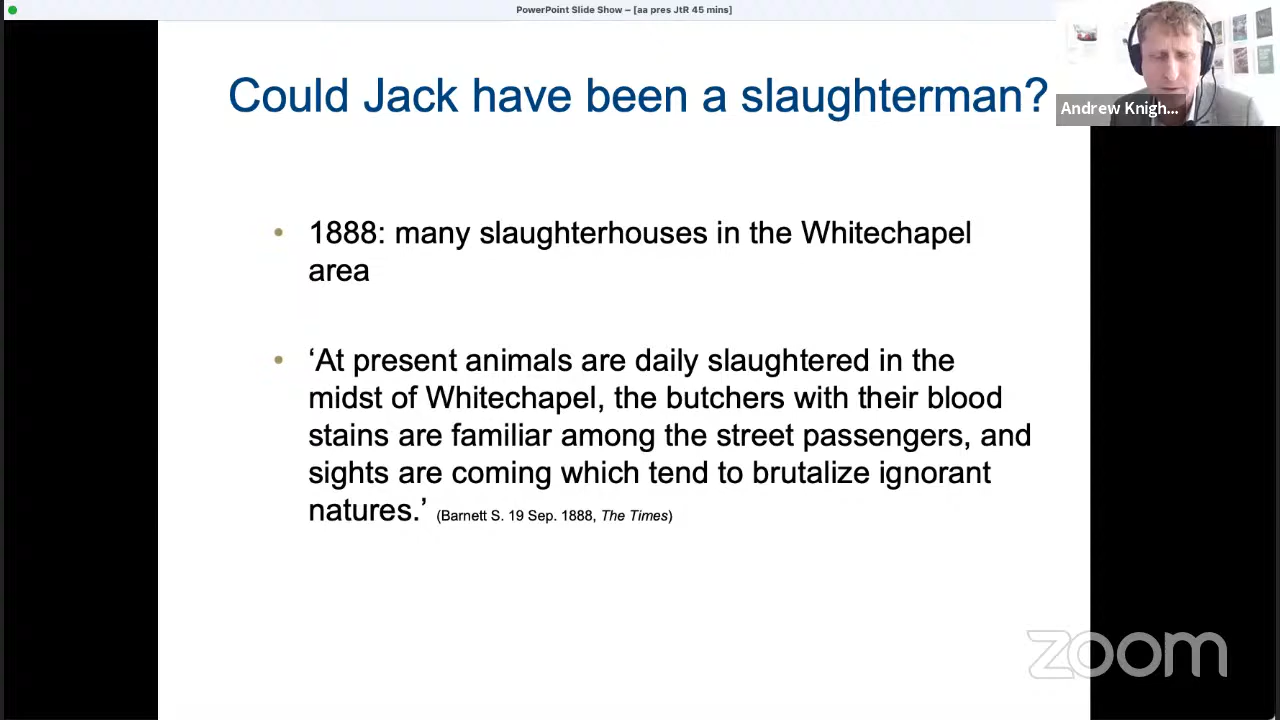 PowerPoint Slide Show – [aa pres JtR 45 mins]
Could Jack have been a slaughterman?
Andrew Knigh...
• 1888: many slaughterhouses in the Whitechapel
area
• ‘At present animals are daily slaughtered in the
midst of Whitechapel, the butchers with their blood
stains are familiar among the street passengers, and
sights are coming which tend to brutalize ignorant
natures.’ (Barnett S. 19 Sep. 1888, The Times)
zoom